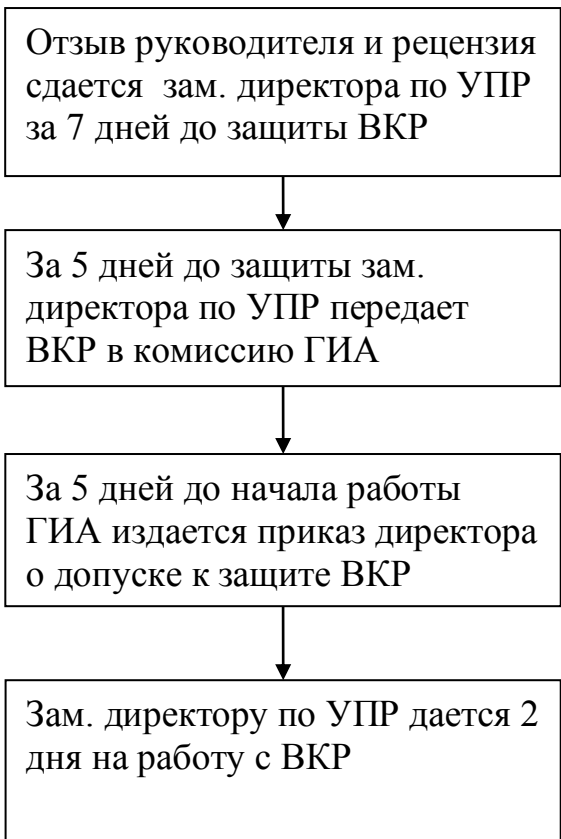 Отзыв руководителя и рецензия
сдается зам. директора по УПР
за 7 дней до защиты ВКР
За 5 дней до защиты зам.
директора по УПР передает
ВКР в комиссию ГИА
За 5 дней до начала работы
ГИА издается приказ директора
о допуске к защите ВКР
Зам. директору по УПР дается 2
дня на работу с ВКР